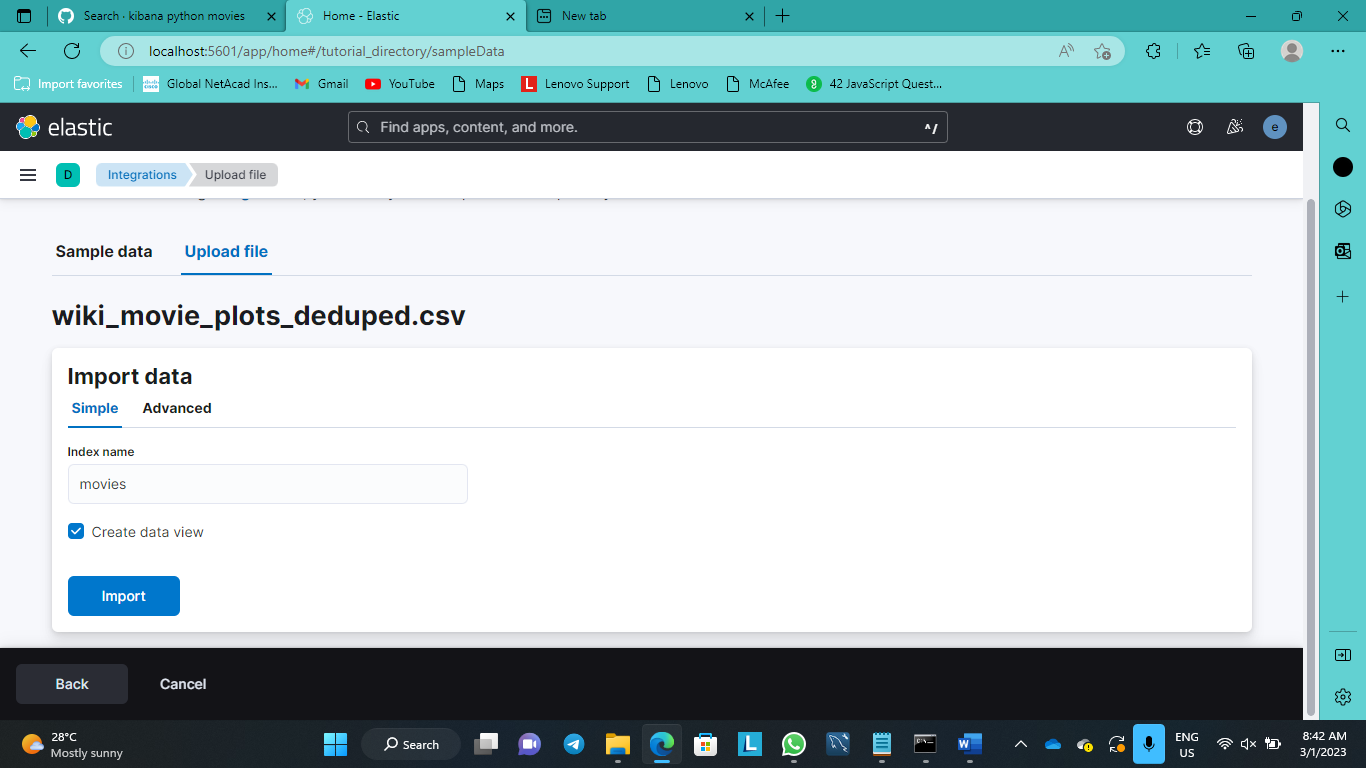 Search · kibana python movies
Home - Elastic
New tab
localhost:5601/app/home#/tutorial_directory/sampleData
Import favorites
Global NetAcad Ins...
Gmail
YouTube
Maps
Lenovo Support
Lenovo
McAfee
42 JavaScript Quest...
elastic
Find apps, content, and more.
^/
e
D
Integrations
Upload file
Sample data
Upload file
wiki_movie_plots_deduped.csv
Import data
Simple
Advanced
Index name
movies
Create data view
Import
Back
Cancel
28°C
Mostly sunny
Search
ENG
US
8:42 AM
3/1/2023